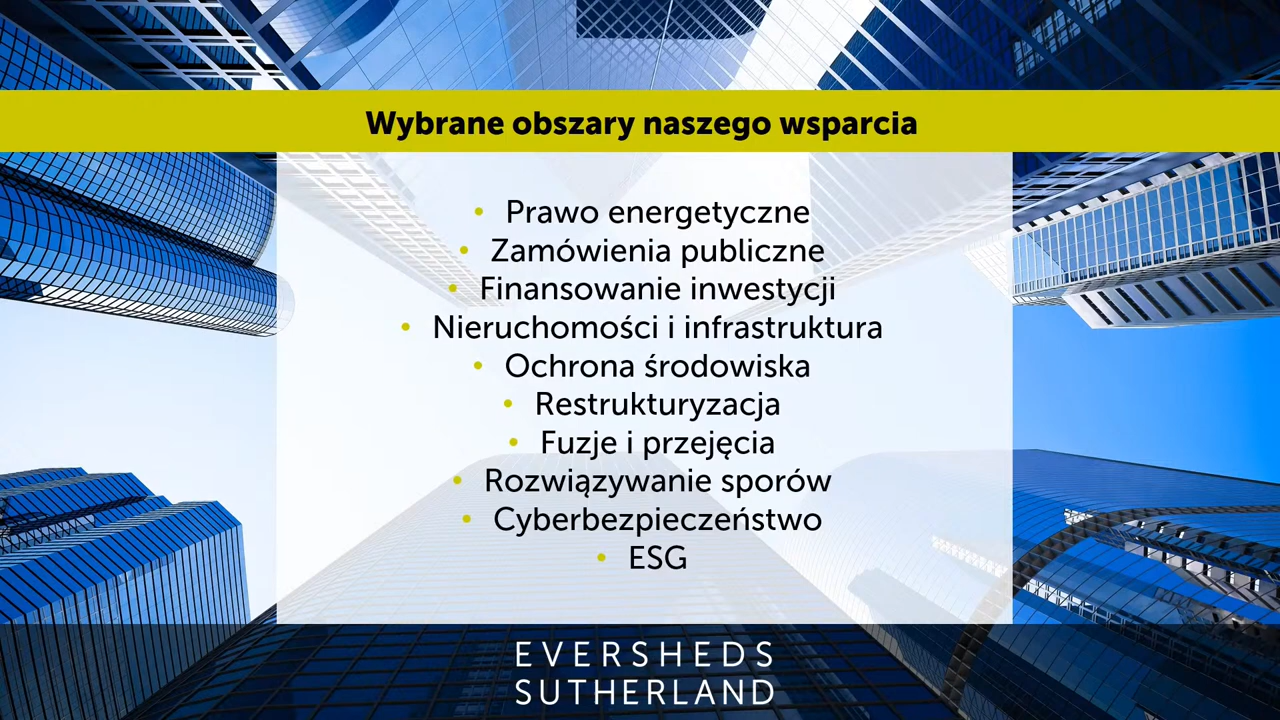 Wybrane obszary naszego wsparcia
• Prawo energetyczne
• Zamówienia publiczne
• Finansowanie inwestycji
• Nieruchomości i infrastruktura
• Ochrona środowiska
• Restrukturyzacja
• Fuzje i przejęcia
• Rozwiązywanie sporów
• Cyberbezpieczeństwo
• ESG
EVERSHEDS
SUTHERLAND